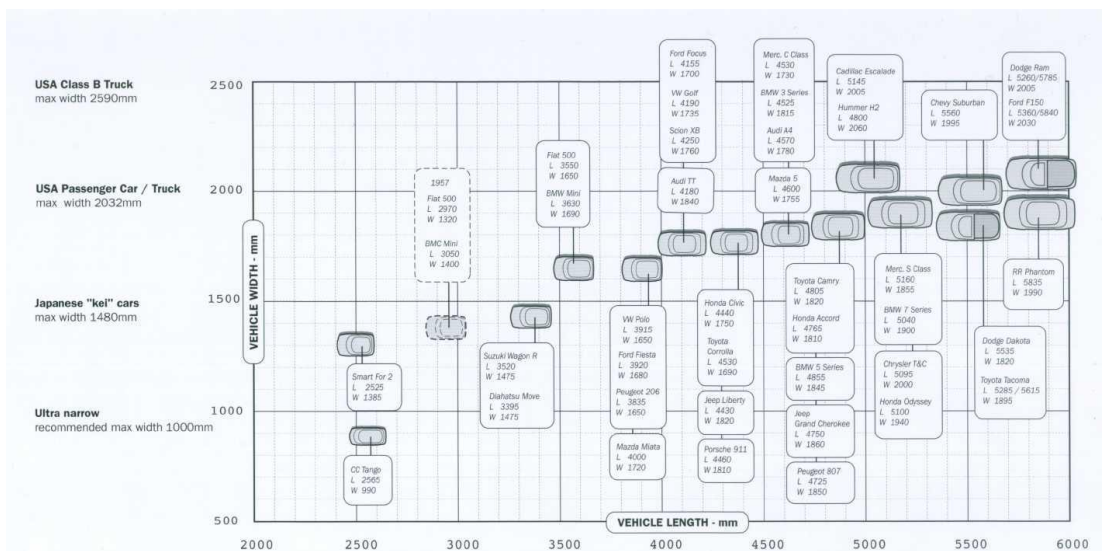 USA Class B Truck
max width 2590mm
USA Passenger Car / Truck
max width 2032mm
Japanese "kei" cars
max width 1480mm
Ultra narrow
recommended max width 1000mm
VEHICLE WIDTH - mm
2500
2000
1500
1000
500
Smart For 2
L 2525
W 1385
CC Tango
L 2565
W 990
1957
Fiat 500
L 2970
W 1320
BMC Mini
L 3050
W 1400
Suzuki Wagon R
L 3520
W 1475
Diahatsu Move
L 3395
W 1475
Fiat 500
L 3550
W 1650
BMW Mini
L 3630
W 1690
VW Polo
L 3915
W 1650
Ford Fiesta
L 3920
W 1680
Peugeot 206
L 3835
W 1650
Mazda Miata
L 4000
W 1720
Ford Focus
L 4155
W 1700
VW Golf
L 4190
W 1735
Scion XB
L 4250
W 1760
Audi TT
L 4180
W 1840
Honda Civic
L 4440
W 1750
Toyota
Corrolla
L 4530
W 1690
Jeep Liberty
L 4430
W 1820
Porsche 911
L 4460
W 1810
Merc. C Class
L 4530
W 1730
BMW 3 Series
L 4525
W 1815
Audi A4
L 4570
W 1780
Mazda 5
L 4600
W 1755
Toyota Camry
L 4805
W 1820
Honda Accord
L 4765
W 1810
BMW 5 Series
L 4855
W 1845
Jeep
Grand Cherokee
L 4750
W 1860
Peugeot 807
L 4725
W 1850
Cadillac Escalade
L 5145
W 2005
Hummer H2
L 4800
W 2060
Merc. S Class
L 5160
W 1855
BMW 7 Series
L 5040
W 1900
Chrysler T&C
L 5095
W 2000
Honda Odyssey
L 5100
W 1940
Chevy Suburban
L 5560
W 1995
Dodge Dakota
L 5535
W 1820
Toyota Tacoma
L 5285 / 5615
W 1895
Dodge Ram
L 5260/5785
W 2005
Ford F150
L 5360/5840
W 2030
RR Phantom
L 5835
W 1990
VEHICLE LENGTH - mm
2000
2500
3000
3500
4000
4500
5000
5500
6000